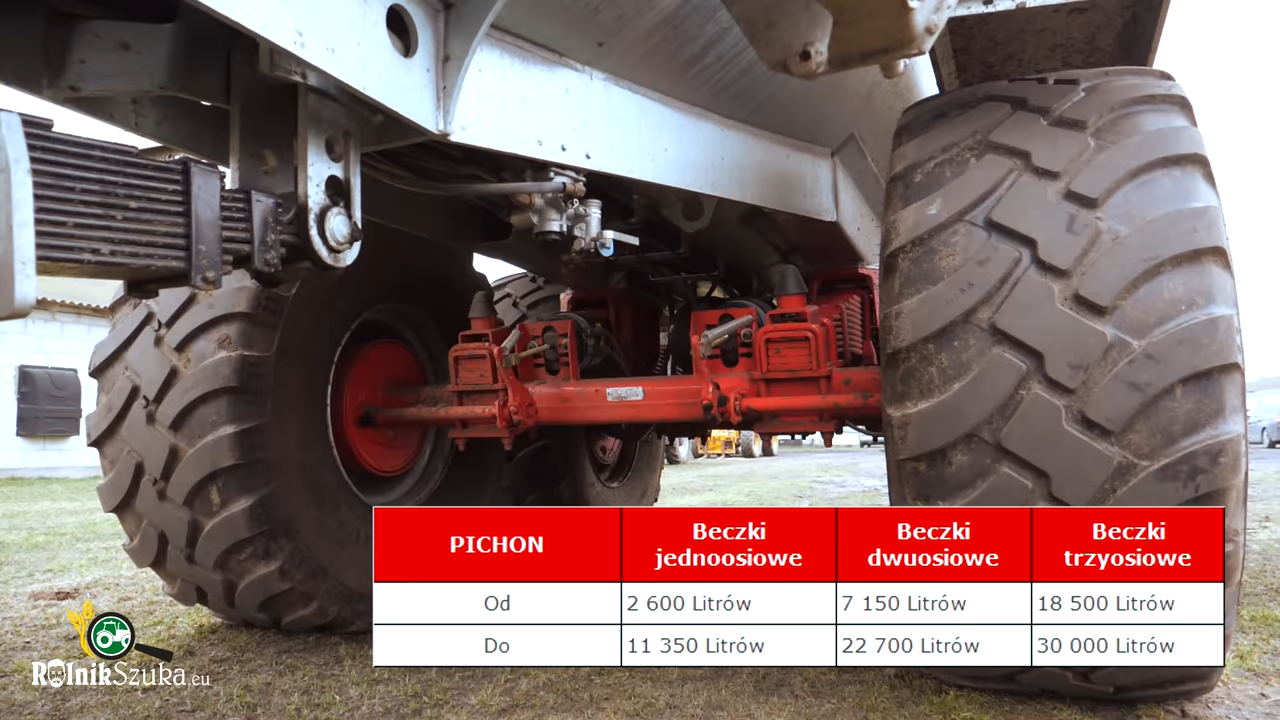 PICHON
Beczki
jednoosiowe
Beczki
dwuosiowe
Beczki
trzyosiowe
Od
2 600 Litrów
7 150 Litrów
18 500 Litrów
Do
11 350 Litrów
22 700 Litrów
30 000 Litrów
RolnikSzuka.eu